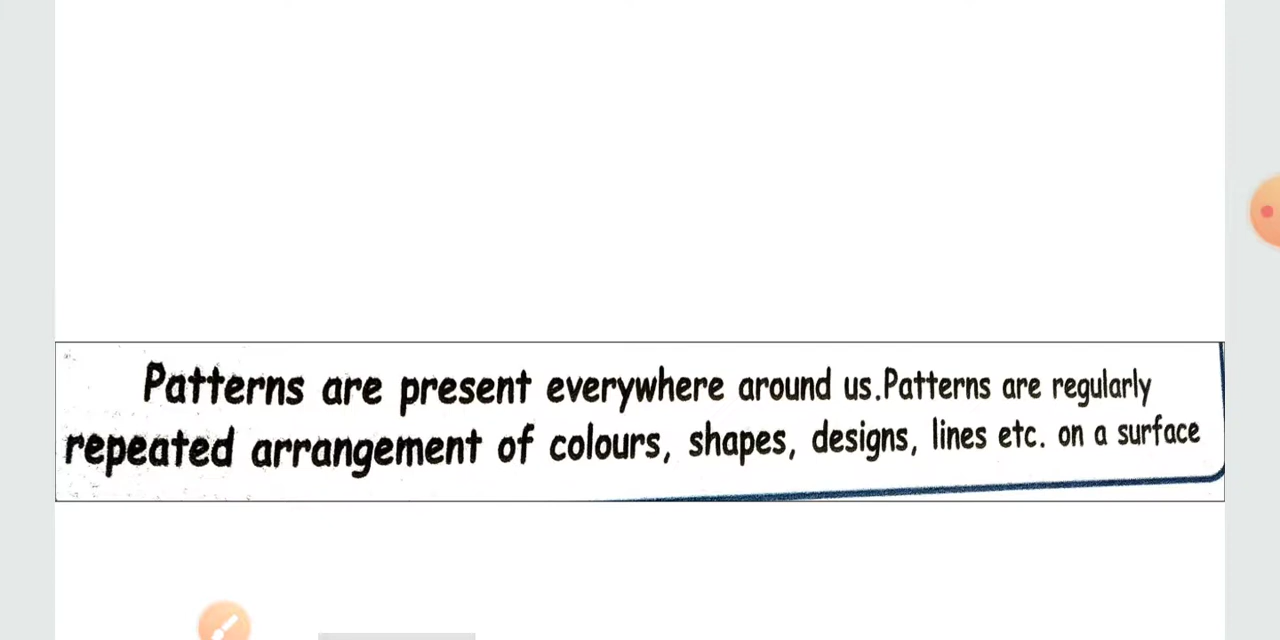 Patterns are present everywhere around us.Patterns are regularly
repeated arrangement of colours, shapes, designs, lines etc. on a surface